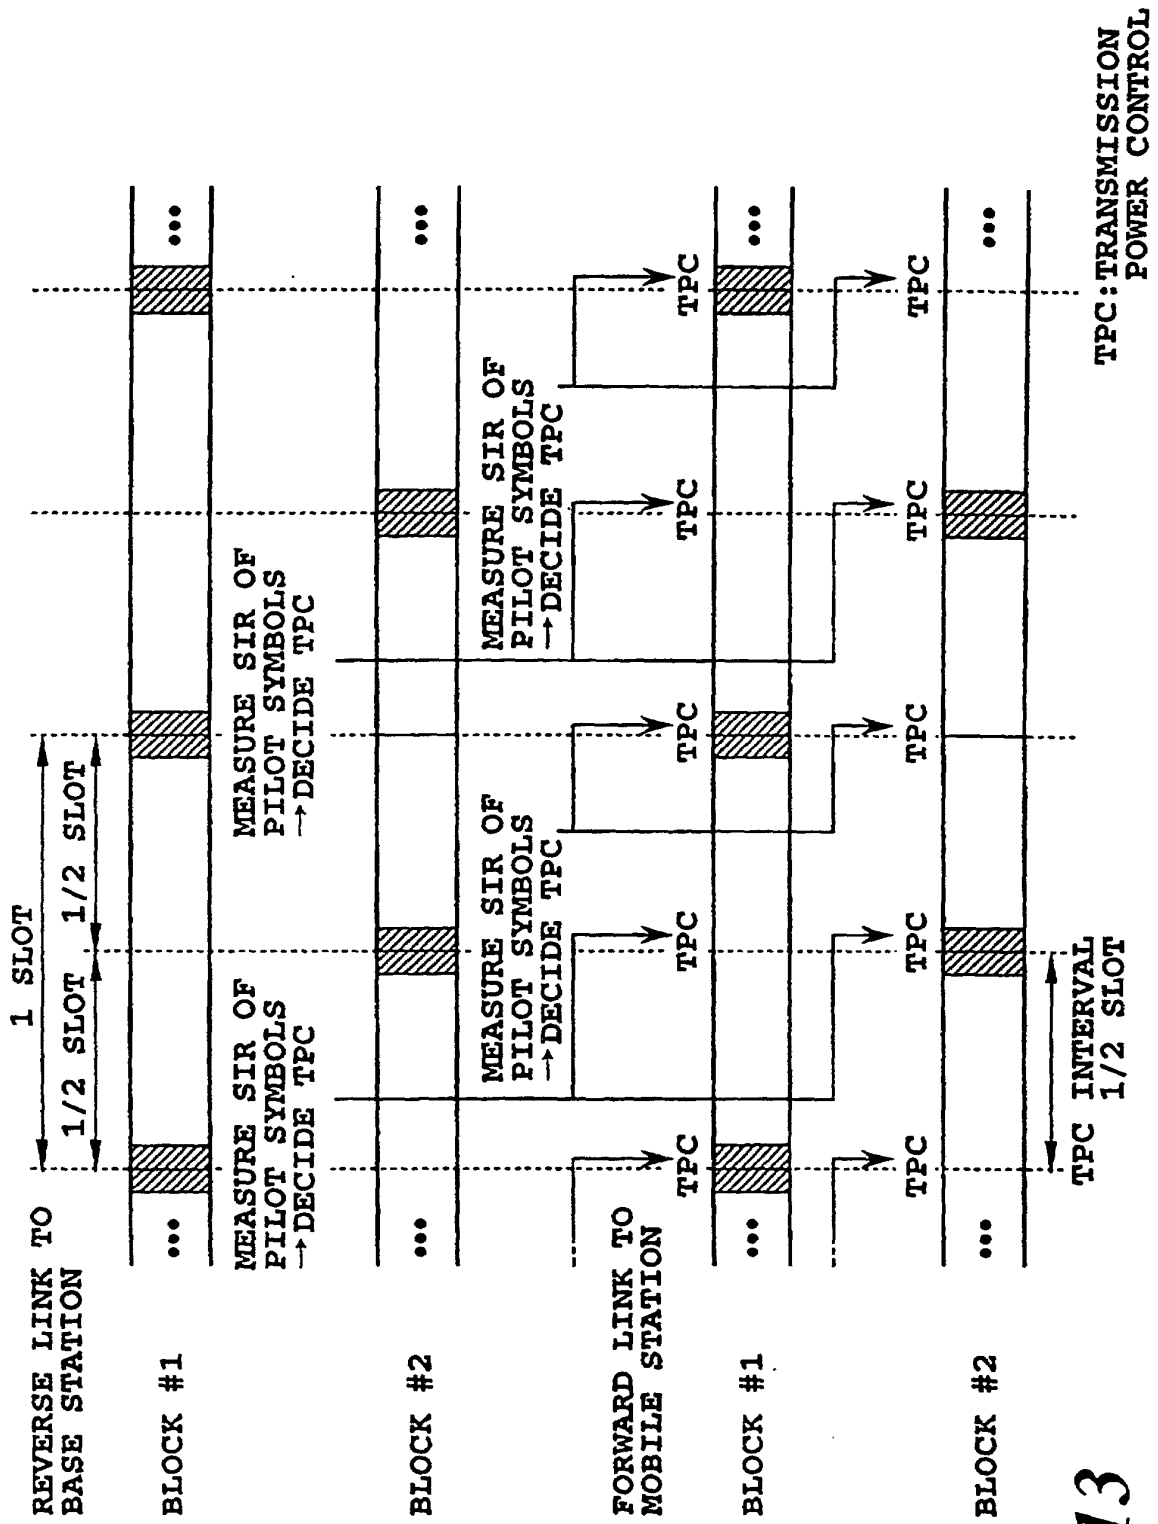 REVERSE LINK TO
BASE STATION
1 SLOT
1/2 SLOT
1/2 SLOT
BLOCK #1
•••
•••
MEASURE SIR OF
PILOT SYMBOLS
→DECIDE TPC
MEASURE SIR OF
PILOT SYMBOLS
→DECIDE TPC
BLOCK #2
•••
•••
MEASURE SIR OF
PILOT SYMBOLS
→DECIDE TPC
MEASURE SIR OF
PILOT SYMBOLS
→DECIDE TPC
FORWARD LINK TO
MOBILE STATION
TPC
TPC
TPC
TPC
TPC
BLOCK #1
•••
•••
TPC
TPC
TPC
TPC
TPC
BLOCK #2
•••
•••
TPC INTERVAL
1/2 SLOT
TPC:TRANSMISSION
POWER CONTROL
13